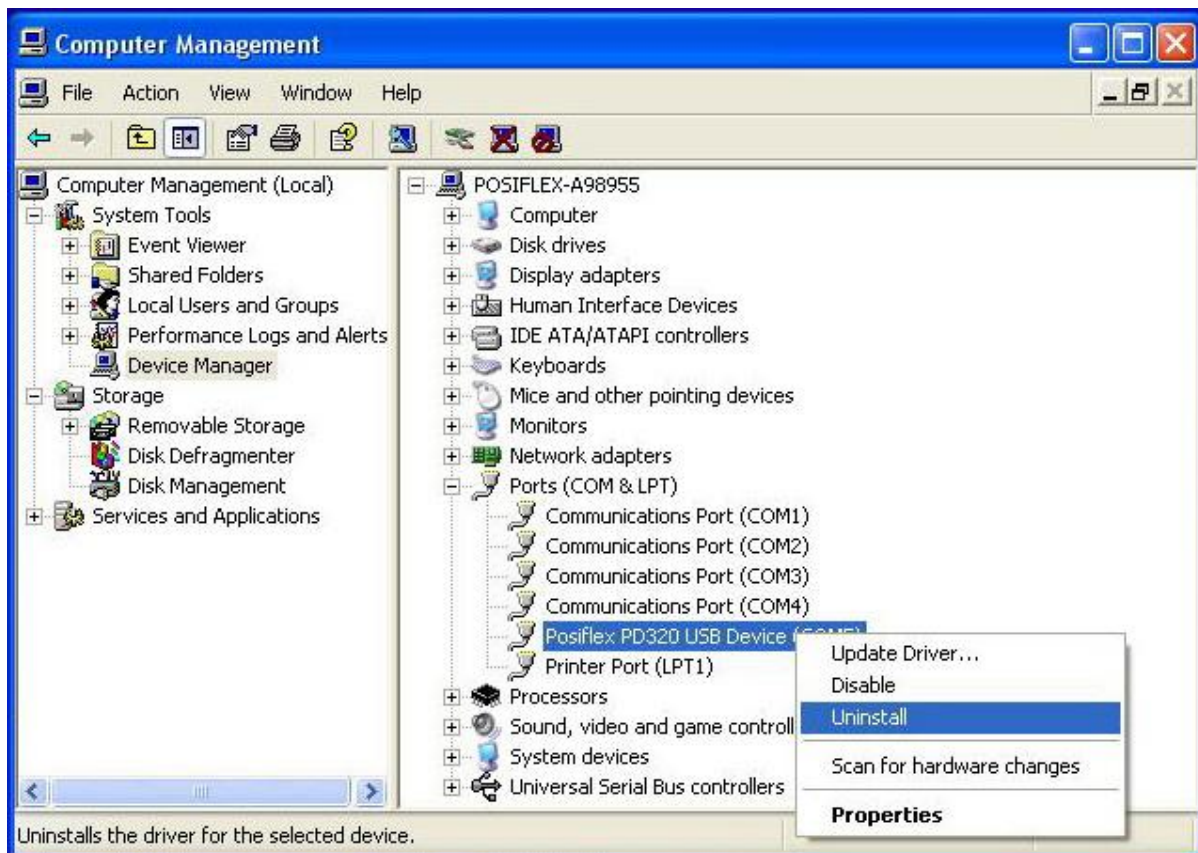 Computer Management
File Action View Window Help
Computer Management (Local)
System Tools
Event Viewer
Shared Folders
Local Users and Groups
Performance Logs and Alerts
Device Manager
Storage
Removable Storage
Disk Defragmenter
Disk Management
Services and Applications
POSIFLEX-A98955
Computer
Disk drives
Display adapters
Human Interface Devices
IDE ATA/ATAPI controllers
Keyboards
Mice and other pointing devices
Monitors
Network adapters
Ports (COM & LPT)
Communications Port (COM1)
Communications Port (COM2)
Communications Port (COM3)
Communications Port (COM4)
Posiflex PD320 USB Device
Printer Port (LPT1)
Processors
Sound, video and game controll
System devices
Universal Serial Bus controllers
Update Driver...
Disable
Uninstall
Scan for hardware changes
Properties
Uninstalls the driver for the selected device.